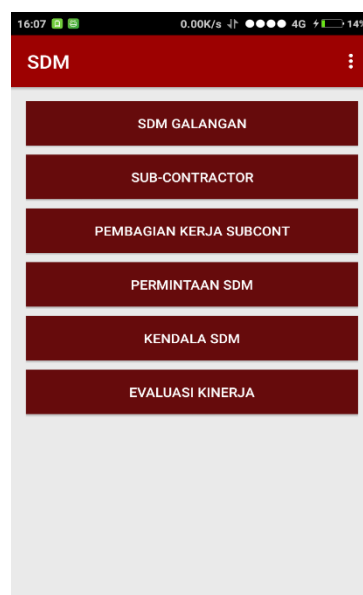 16:07 0.00K/s 4G 14%
SDM
SDM GALANGAN
SUB-CONTRACTOR
PEMBAGIAN KERJA SUBCONT
PERMINTAAN SDM
KENDALA SDM
EVALUASI KINERJA